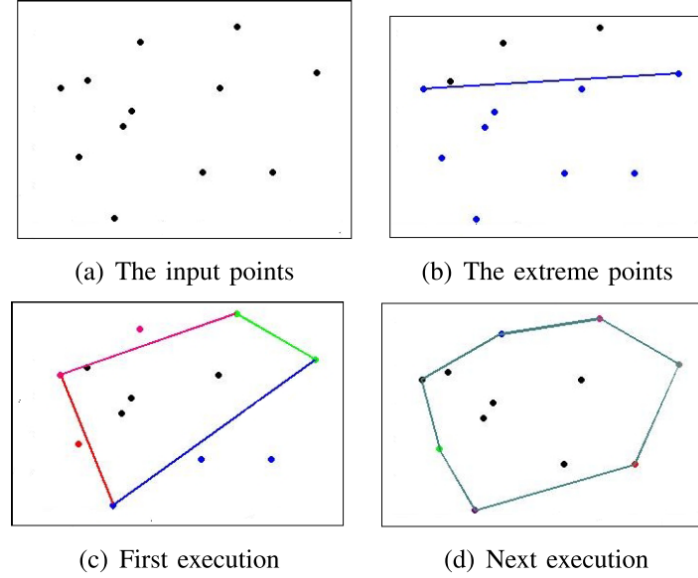 (a) The input points
(b) The extreme points
(c) First execution
(d) Next execution